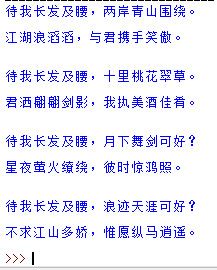 待我长发及腰，两岸青山围绕。
江湖浪滔滔，与君携手笑傲。
待我长发及腰，十里桃花翠草。
君洒翩翩剑影，我执美酒佳肴。
待我长发及腰，月下舞剑可好？
星夜萤火缭绕，彼时惊鸿照。
待我长发及腰，浪迹天涯可好？
不求江山多娇，惟愿纵马逍遥。
>>>